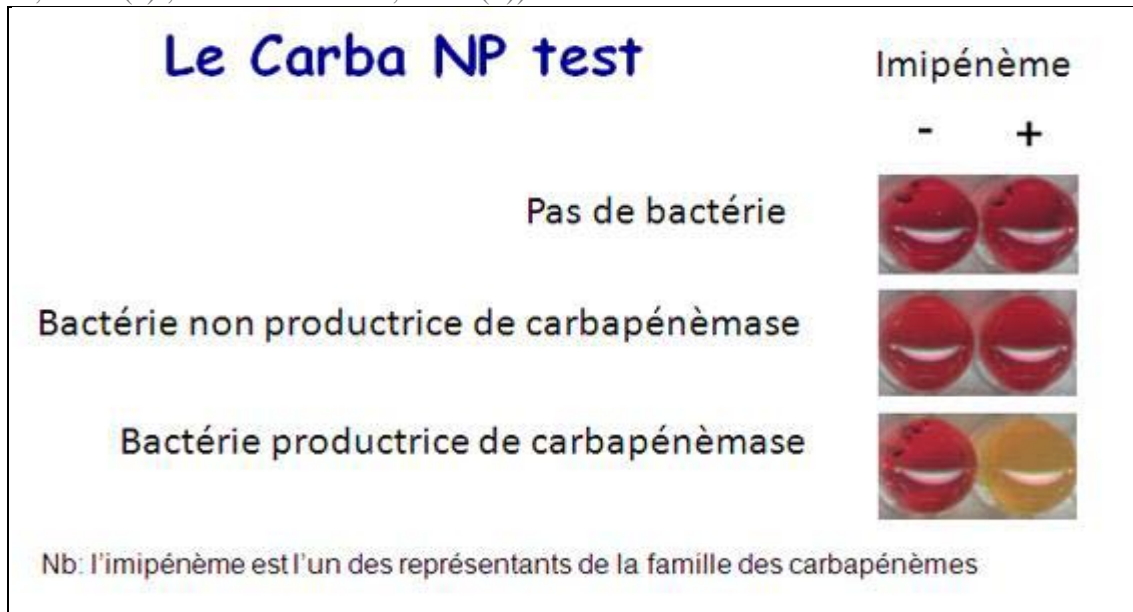 Le Carba NP test
Imipénème
- +
Pas de bactérie
Bactérie non productrice de carbapénèmase
Bactérie productrice de carbapénèmase
Nb: l'imipénème est l'un des représentants de la famille des carbapénèmes